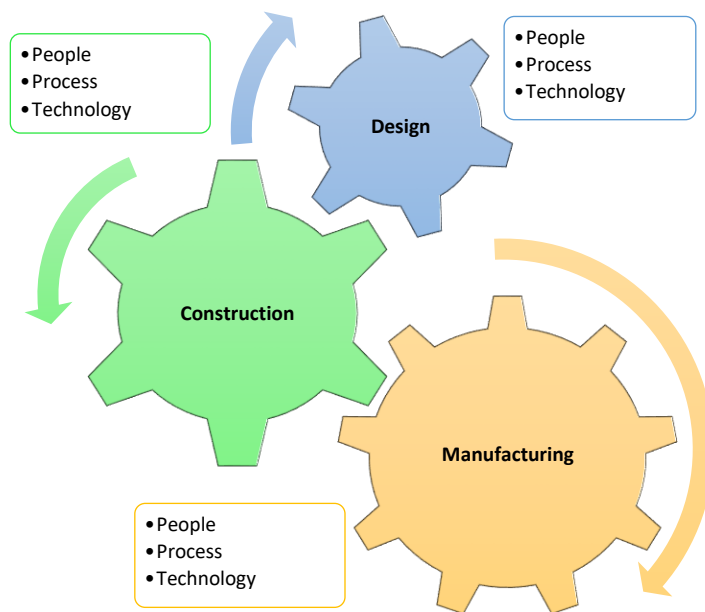 •People
•Process
•Technology
•People
•Process
•Technology
Design
Construction
Manufacturing
•People
•Process
•Technology